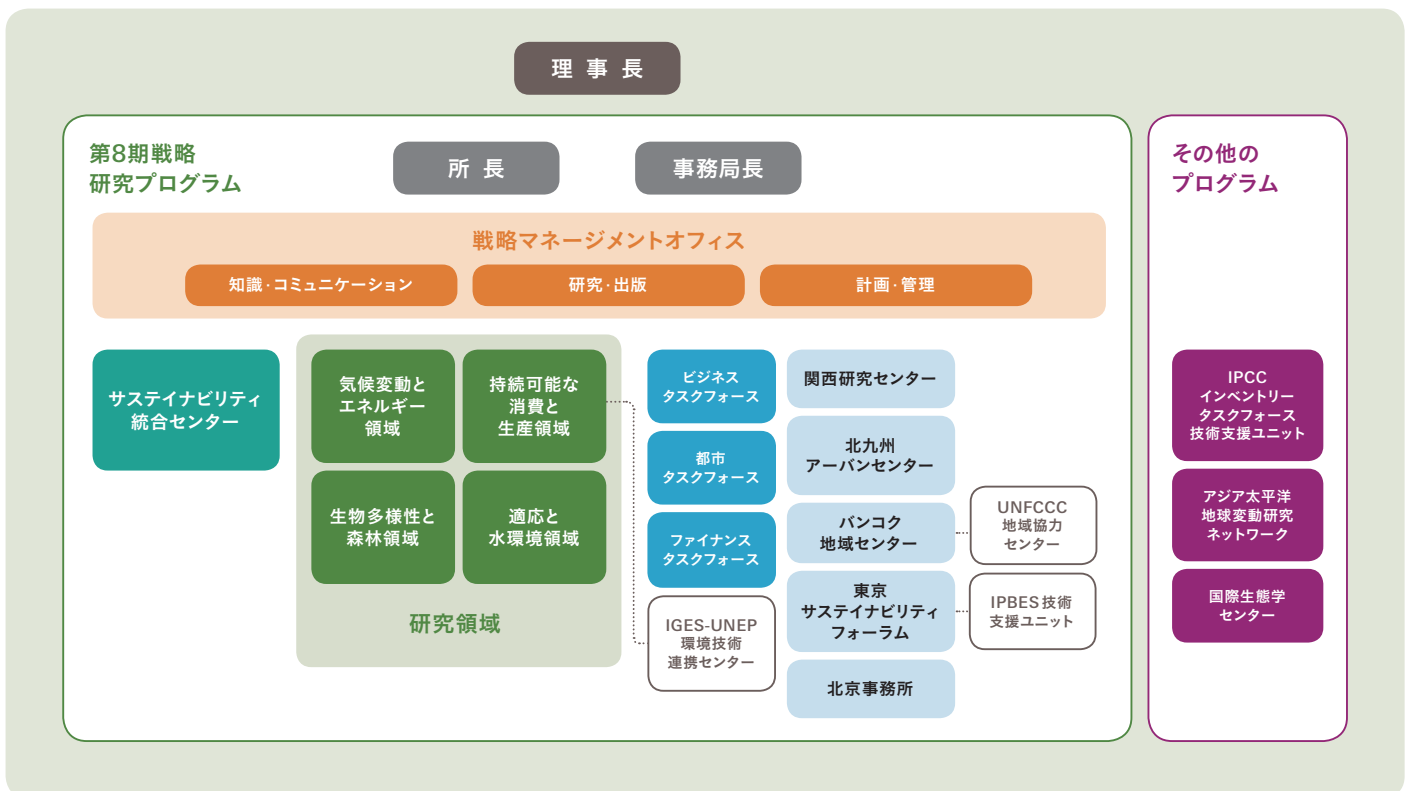 理事長
第8期戦略
研究プログラム
所長
事務局長
戦略マネージメントオフィス
知識・コミュニケーション
研究・出版
計画・管理
サステイナビリティ
統合センター
気候変動と
エネルギー
領域
持続可能な
消費と
生産領域
生物多様性と
森林領域
適応と
水環境領域
研究領域
ビジネス
タスクフォース
都市
タスクフォース
ファイナンス
タスクフォース
IGES-UNEP
環境技術
連携センター
関西研究センター
北九州
アーバンセンター
バンコク
地域センター
東京
サステイナビリティ
フォーラム
北京事務所
UNFCCC
地域協力
センター
IPBES技術
支援ユニット
その他の
プログラム
IPCC
インベントリー
タスクフォース
技術支援ユニット
アジア太平洋
地球変動研究
ネットワーク
国際生態学
センター